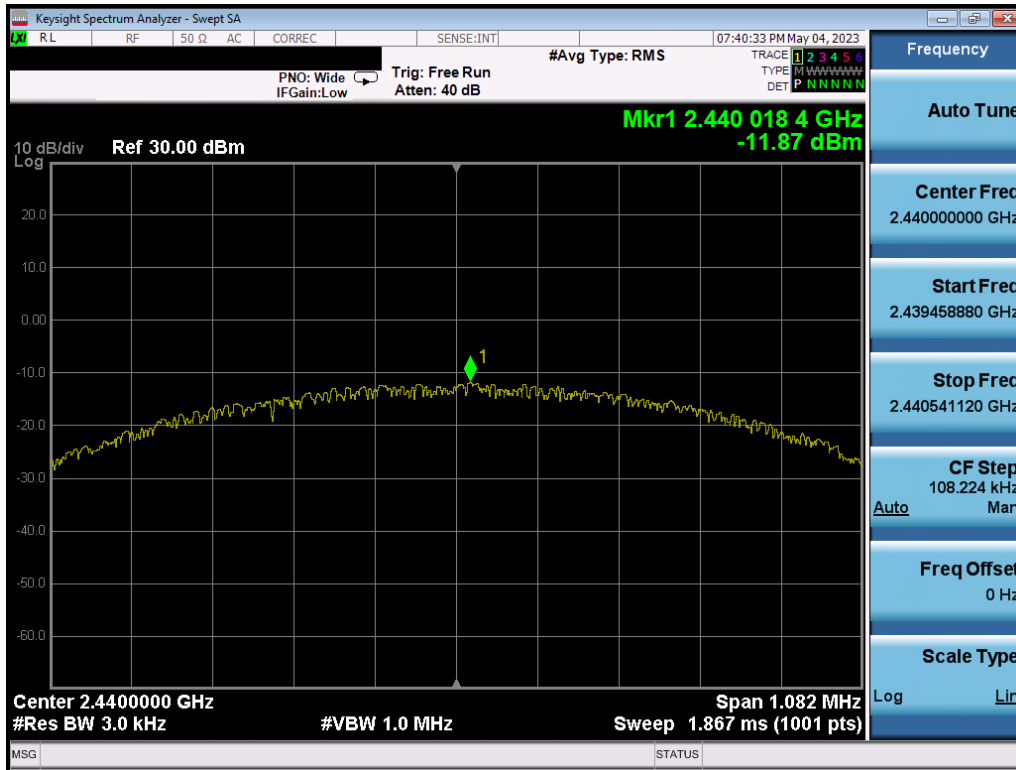 Keysight Spectrum Analyzer - Swept SA
LXI RL RF 50 Ω AC CORREC SENSE:INT 07:40:33 PM May 04, 2023
#Avg Type: RMS TRACE 1 2 3 4 5 6
PNO: Wide Trig: Free Run TYPE M WWWWW
IFGain:Low Atten: 40 dB DET P N N N N N
Mkr1 2.440 018 4 GHz
-11.87 dBm
10 dB/div Ref 30.00 dBm
Log
20.0
10.0
0.00
1
-10.0
-20.0
-30.0
-40.0
-50.0
-60.0
Center 2.4400000 GHz Span 1.082 MHz
#Res BW 3.0 kHz #VBW 1.0 MHz Sweep 1.867 ms (1001 pts)
MSG STATUS
Frequency
Auto Tune
Center Freq
2.440000000 GHz
Start Freq
2.439458880 GHz
Stop Freq
2.440541120 GHz
CF Step
108.224 kHz
Auto Man
Freq Offset
0 Hz
Scale Type
Log Lin